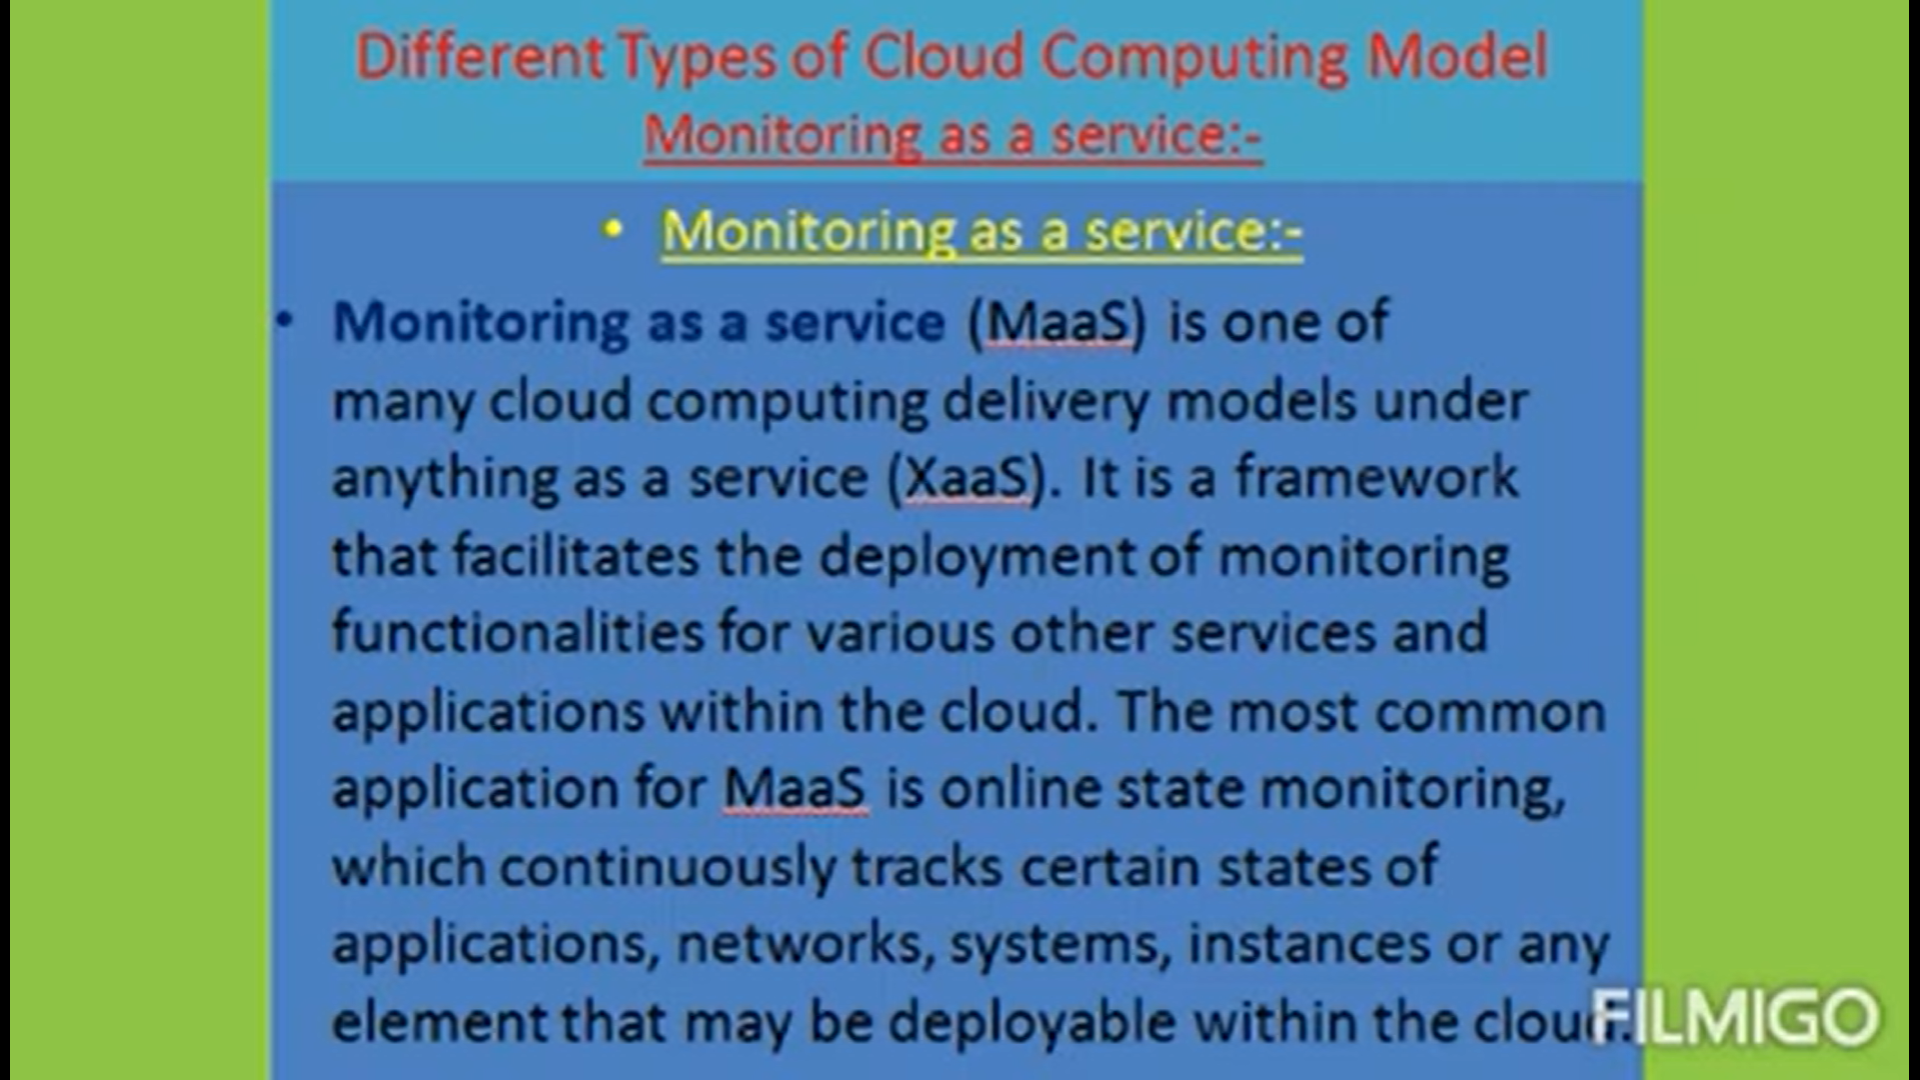 Different Types of Cloud Computing Model
Monitoring as a service:-
• Monitoring as a service:-
• Monitoring as a service (MaaS) is one of
many cloud computing delivery models under
anything as a service (XaaS). It is a framework
that facilitates the deployment of monitoring
functionalities for various other services and
applications within the cloud. The most common
application for MaaS is online state monitoring,
which continuously tracks certain states of
applications, networks, systems, instances or any
element that may be deployable within the cloud.
FILMIGO